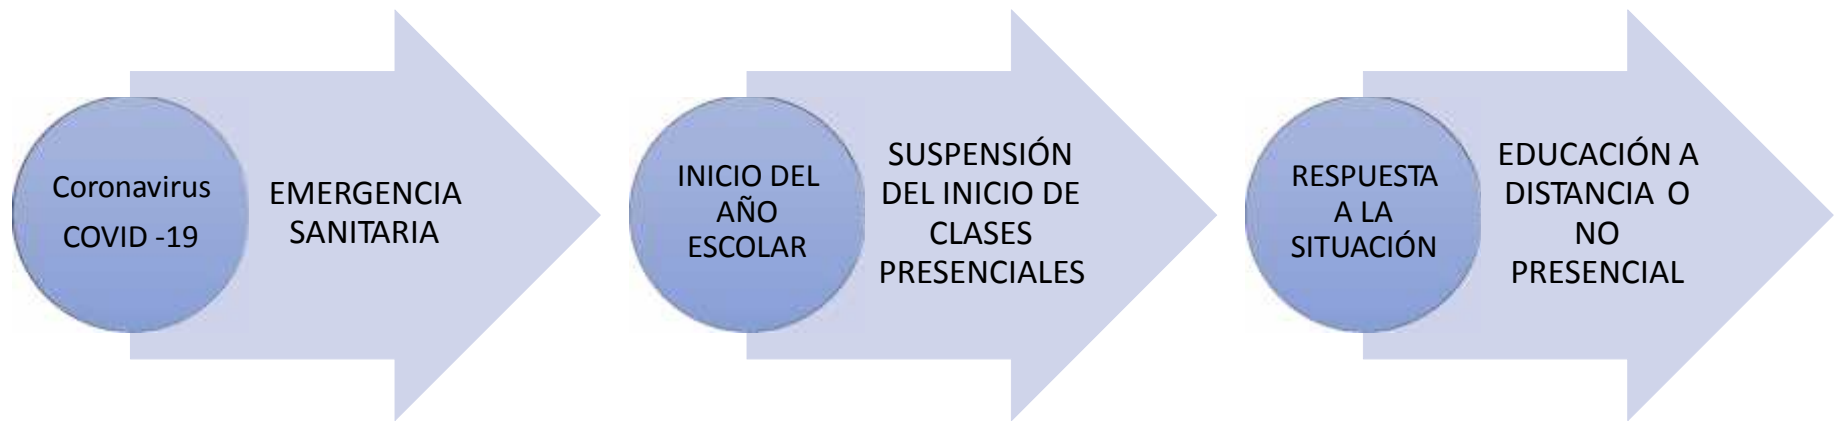 Coronavirus
COVID -19
EMERGENCIA
SANITARIA
INICIO DEL
AÑO
ESCOLAR
SUSPENSIÓN
DEL INICIO DE
CLASES
PRESENCIALES
RESPUESTA
A LA
SITUACIÓN
EDUCACIÓN A
DISTANCIA O
NO
PRESENCIAL